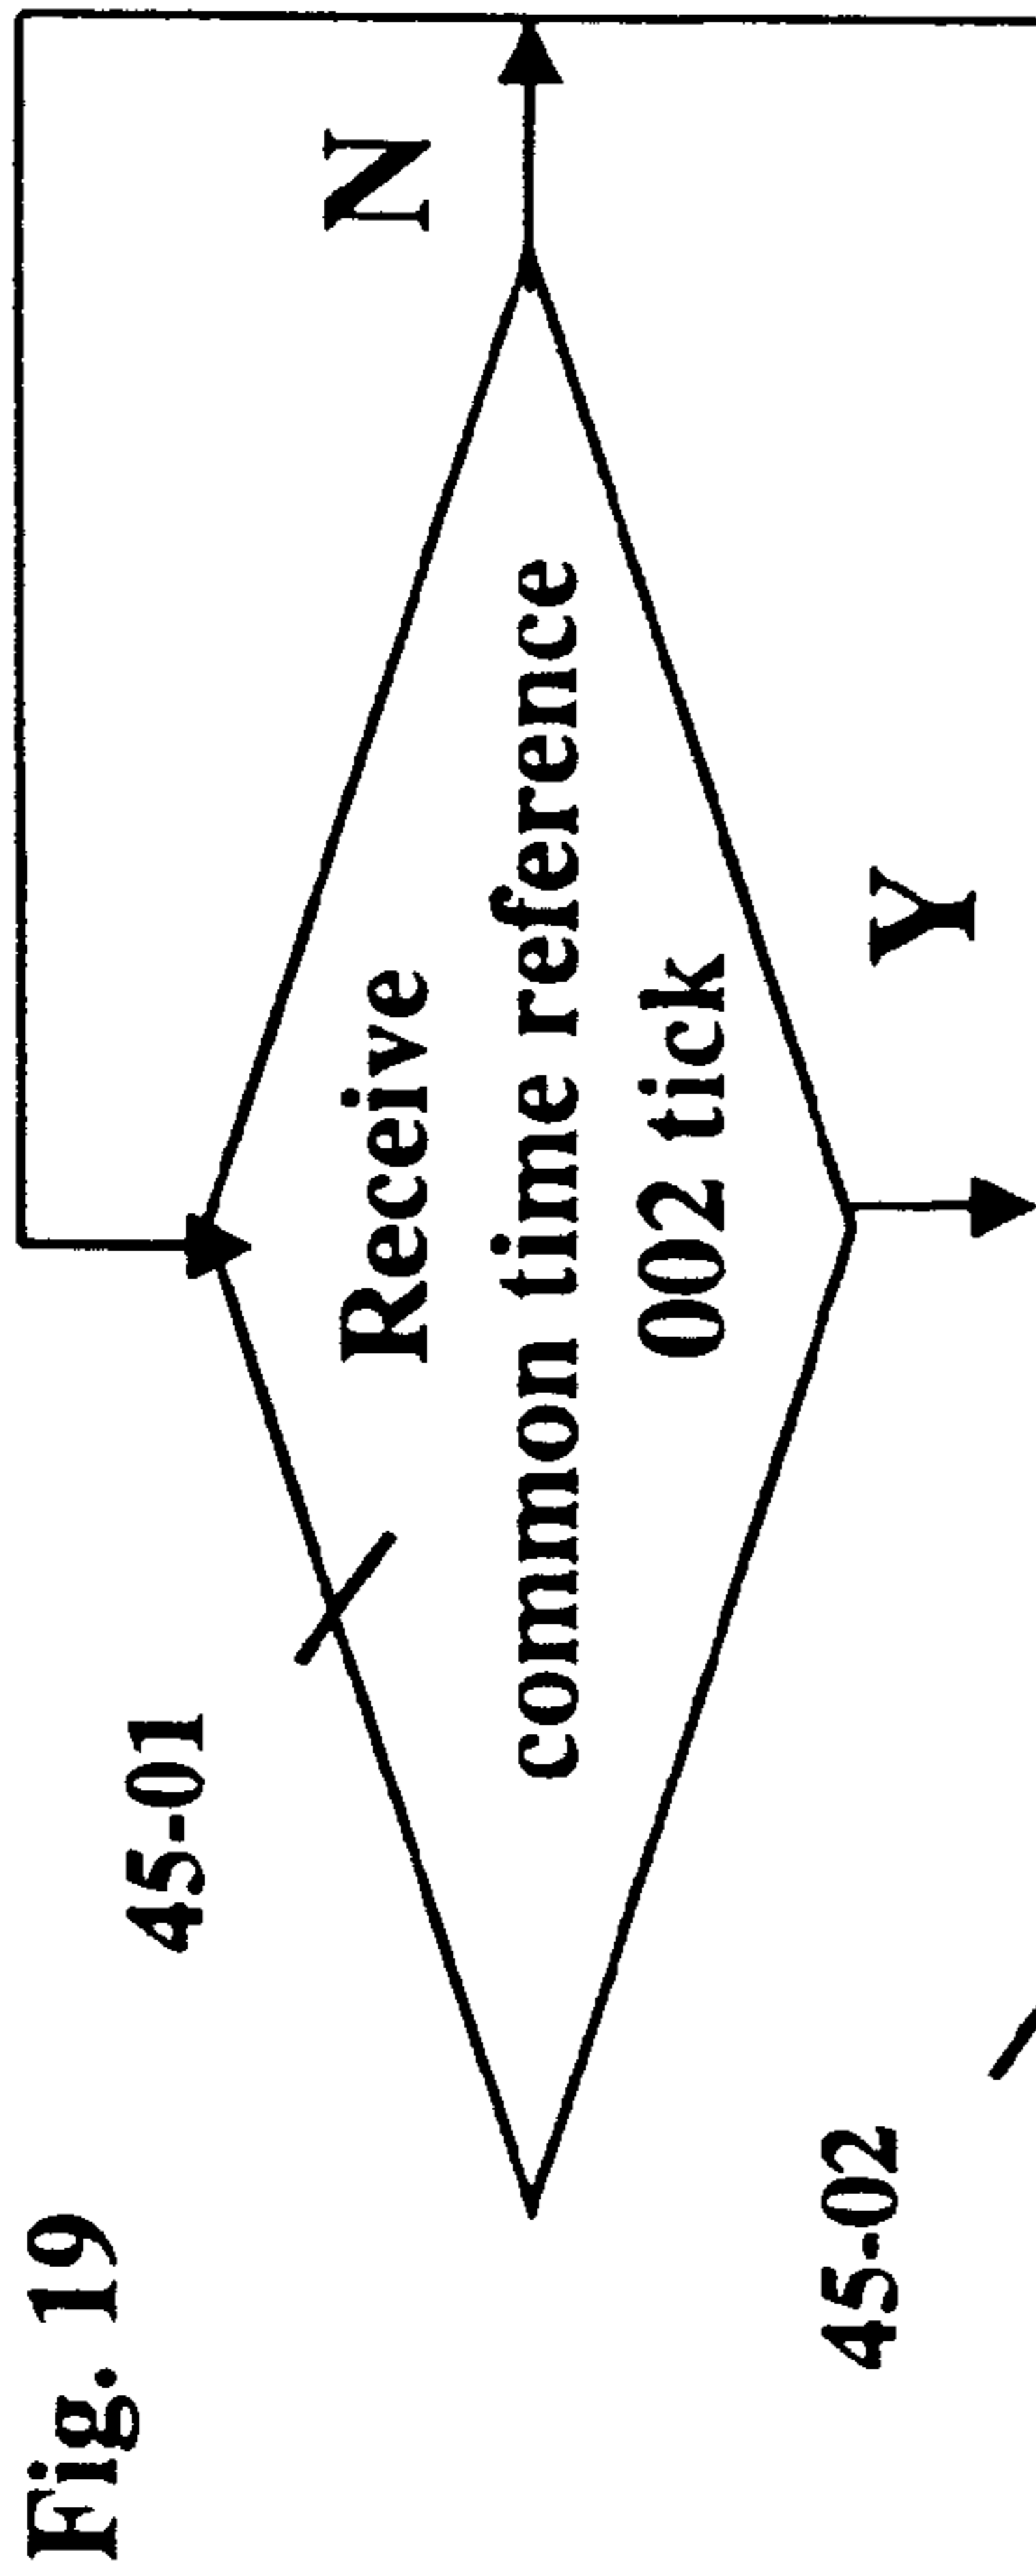 Fig. 19
45-01
N
Receive
common time reference
002 tick
Y
45-02